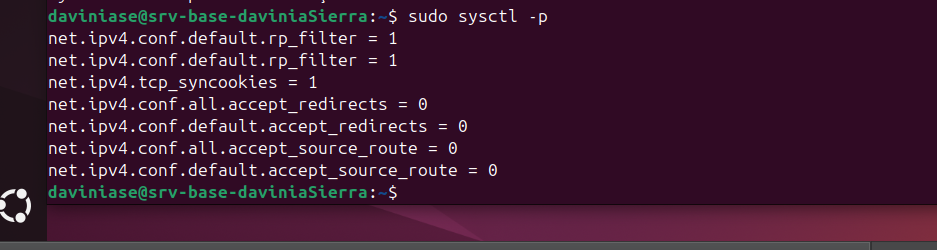 daviniase@srv-base-daviniaSierra:~$ sudo sysctl -p
net.ipv4.conf.default.rp_filter = 1
net.ipv4.conf.default.rp_filter = 1
net.ipv4.tcp_syncookies = 1
net.ipv4.conf.all.accept_redirects = 0
net.ipv4.conf.default.accept_redirects = 0
net.ipv4.conf.all.accept_source_route = 0
net.ipv4.conf.default.accept_source_route = 0
daviniase@srv-base-daviniaSierra:~$